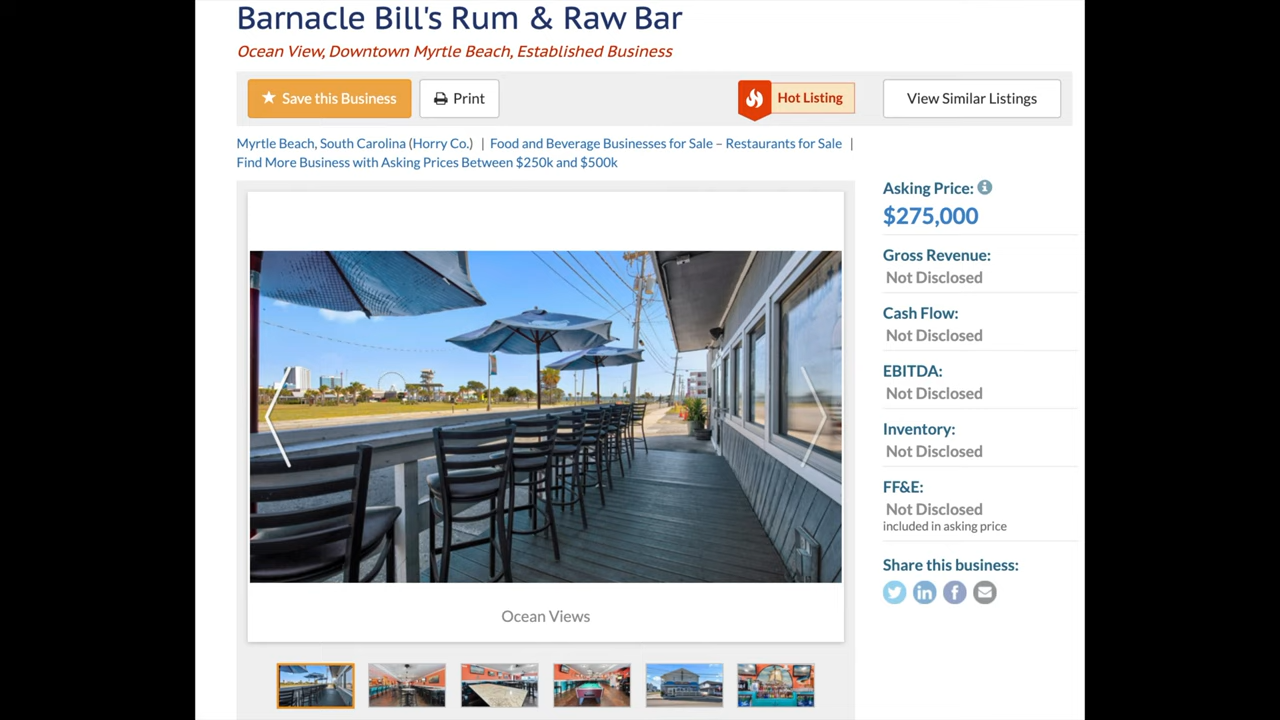 Barnacle Bill's Rum & Raw Bar
Ocean View, Downtown Myrtle Beach, Established Business
Save this Business
Print
Hot Listing
View Similar Listings
Myrtle Beach, South Carolina (Horry Co.) | Food and Beverage Businesses for Sale – Restaurants for Sale |
Find More Business with Asking Prices Between $250k and $500k
Asking Price:
$275,000
Gross Revenue:
Not Disclosed
Cash Flow:
Not Disclosed
EBITDA:
Not Disclosed
Inventory:
Not Disclosed
FF&E:
Not Disclosed
included in asking price
Share this business:
Ocean Views